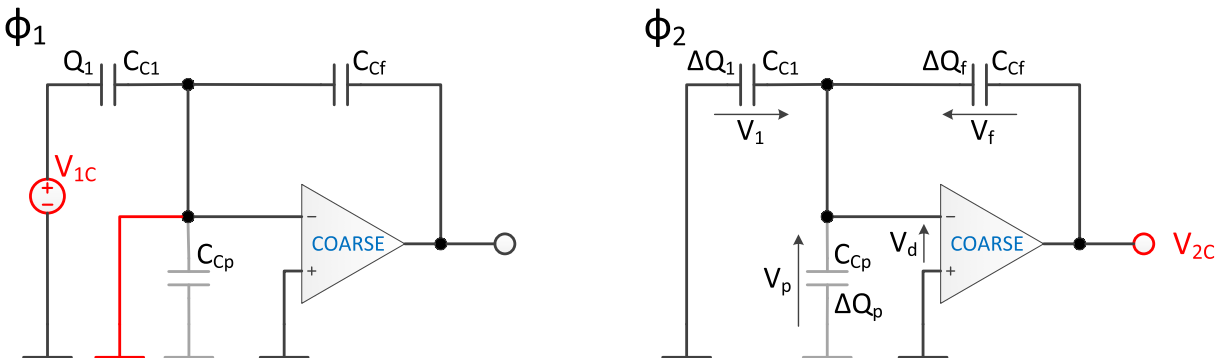 ϕ1
Q1 CC1 CCf
V1C
+
−
−
COARSE
+
CCp
ϕ2
ΔQ1 CC1 ΔQf CCf
V1 Vf
−
COARSE
+
Vd
V2C
CCp
Vp
ΔQp